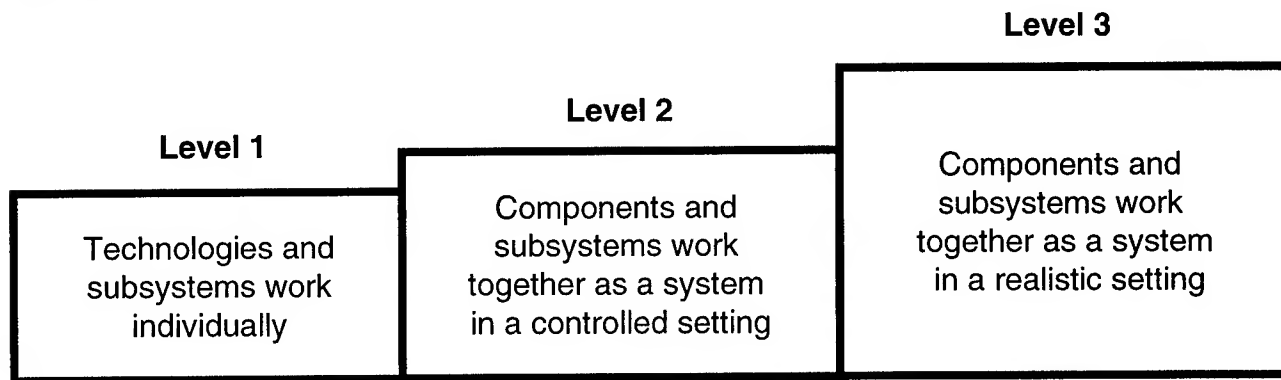 Level 1
Technologies and
subsystems work
individually
Level 2
Components and
subsystems work
together as a system
in a controlled setting
Level 3
Components and
subsystems work
together as a system
in a realistic setting